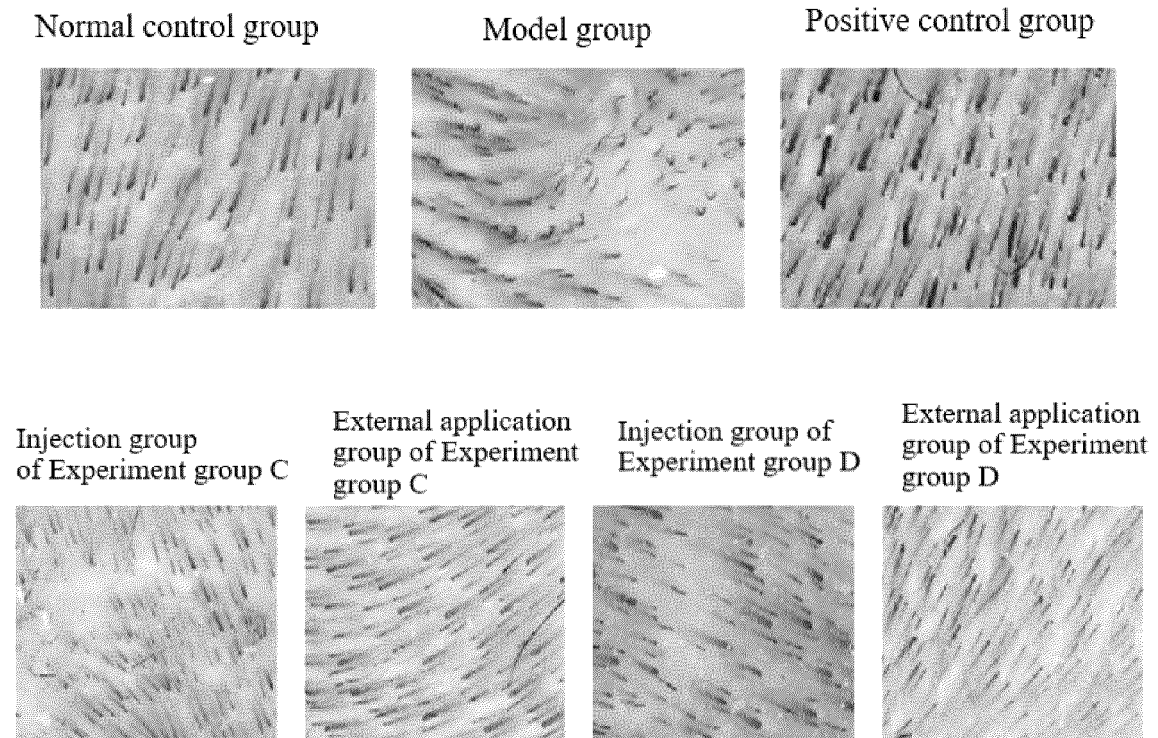 Normal control group
Model group
Positive control group
Injection group
of Experiment group C
External application
group of Experiment
group C
Injection group of
Experiment group D
External application
group of Experiment
group D